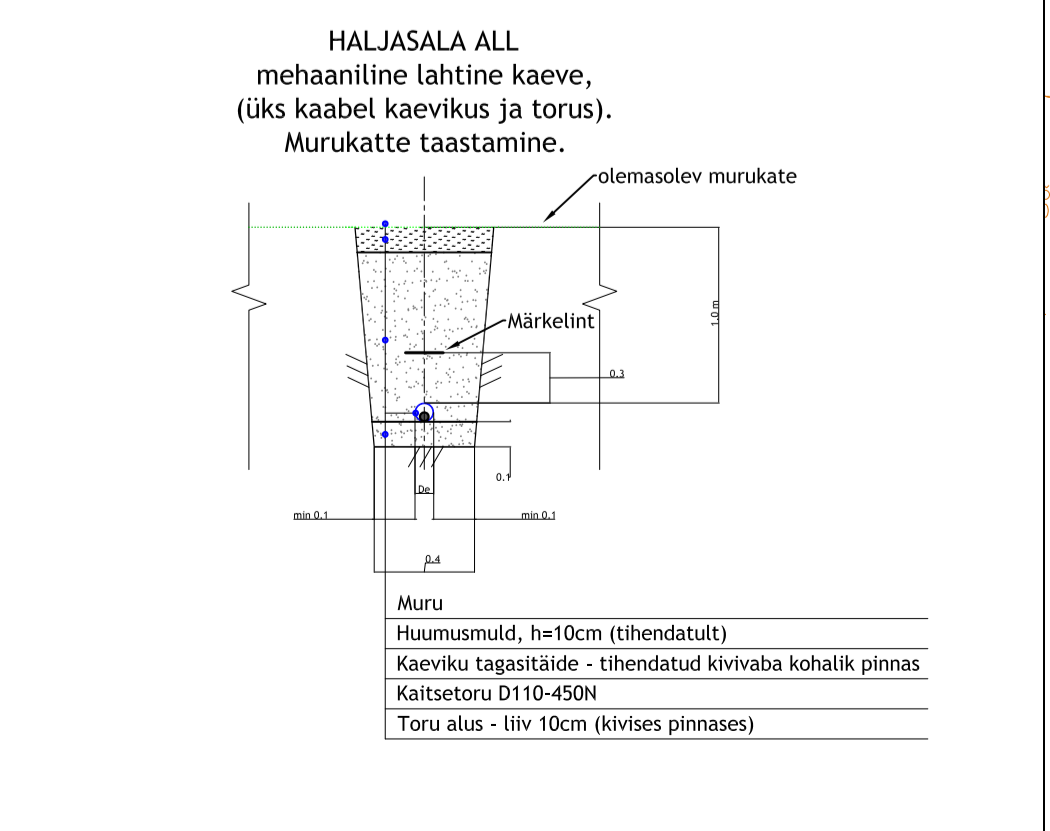 HALJASALA ALL
mehaaniline lahtine kaeve,
(üks kaabel kaevikus ja torus).
Murukatte taastamine.
olemasolev murukate
1.0 m
Märkelint
0.3
0.1
De
min 0.1
min 0.1
0.4
Muru
Huumusmuld, h=10cm (tihendatult)
Kaeviku tagasitäide - tihendatud kivivaba kohalik pinnas
Kaitsetoru D110-450N
Toru alus - liiv 10cm (kivises pinnases)